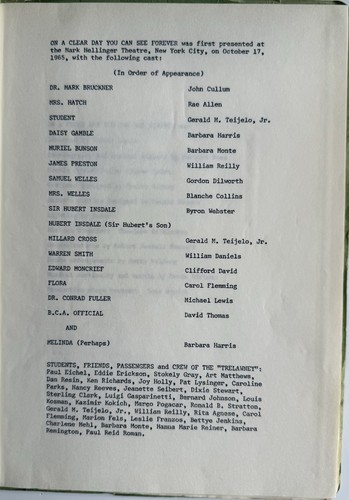 ON A CLEAR DAY YOU CAN SEE FOREVER was first presented at
the Mark Hellinger Theatre, New York City, on October 17,
1965, with the following cast:
(In Order of Appearance)
DR. MARK BRUCKNER John Cullum
MRS. HATCH Rae Allen
STUDENT Gerald M. Teijelo, Jr.
DAISY GAMBLE Barbara Harris
MURIEL BUNSON Barbara Monte
JAMES PRESTON William Reilly
SAMUEL WELLES Gordon Dilworth
MRS. WELLES Blanche Collins
SIR HUBERT INSDALE Byron Webster
HUBERT INSDALE (Sir Hubert's Son)
MILLARD CROSS Gerald M. Teijelo, Jr.
WARREN SMITH William Daniels
EDWARD MONCRIEF Clifford David
FLORA Carol Flemming
DR. CONRAD FULLER Michael Lewis
B.C.A. OFFICIAL David Thomas
AND
MELINDA (Perhaps) Barbara Harris
STUDENTS, FRIENDS, PASSENGERS and CREW OF THE "TRELAWNEY":
Paul Eichel, Eddie Erickson, Stokely Gray, Art Matthews,
Dan Resin, Ken Richards, Joy Holly, Pat Lysinger, Caroline
Parks, Nancy Reeves, Jeanette Seibert, Dixie Stewart,
Sterling Clark, Luigi Gasparinetti, Bernard Johnson, Louis
Kosman, Kazimir Kokich, Marco Pogacar, Ronald B. Stratton,
Gerald M. Teijelo, Jr., William Reilly, Rita Agnese, Carol
Flemming, Marion Fels, Leslie Franzos, Bettye Jenkins,
Charlene Mehl, Barbara Monte, Hanna Marie Reiner, Barbara
Remington, Paul Reid Roman.